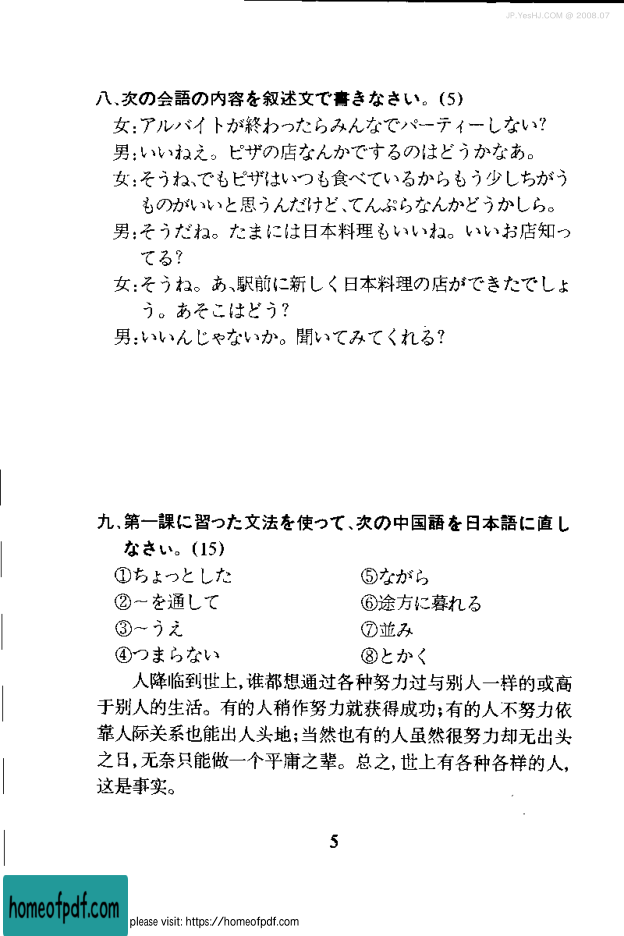 JP.YesHJ.COM @ 2008.07
八、次の会語の内容を叙述文で書きなさい。(5)
女:アルバイトが終わったらみんなでパーティーしない?
男:いいねえ。ピザの店なんかでするのはどうかなあ。
女:そうね、でもピザはいつも食べているからもう少しちがう
ものがいいと思うんだけど、てんぷらなんかどうかしら。
男:そうだね。たまには日本料理もいいね。いいお店知っ
てる?
女:そうね。あ、駅前に新しく日本料理の店ができたでしょ
う。あそこはどう?
男:いいんじゃないか。聞いてみてくれる?
九、第一課に習った文法を使って、次の中国語を日本語に直し
なさい。(15)
①ちょっとした ⑤ながら
②~を通して ⑥途方に暮れる
③~うえ ⑦並み
④つまらない ⑧とかく
人降临到世上,谁都想通过各种努力过与别人一样的或高
于别人的生活。有的人稍作努力就获得成功;有的人不努力依
靠人际关系也能出人头地;当然也有的人虽然很努力却无出头
之日,无奈只能做一个平庸之辈。总之,世上有各种各样的人,
这是事实。
5
homeofpdf.com
please visit: https://homeofpdf.com